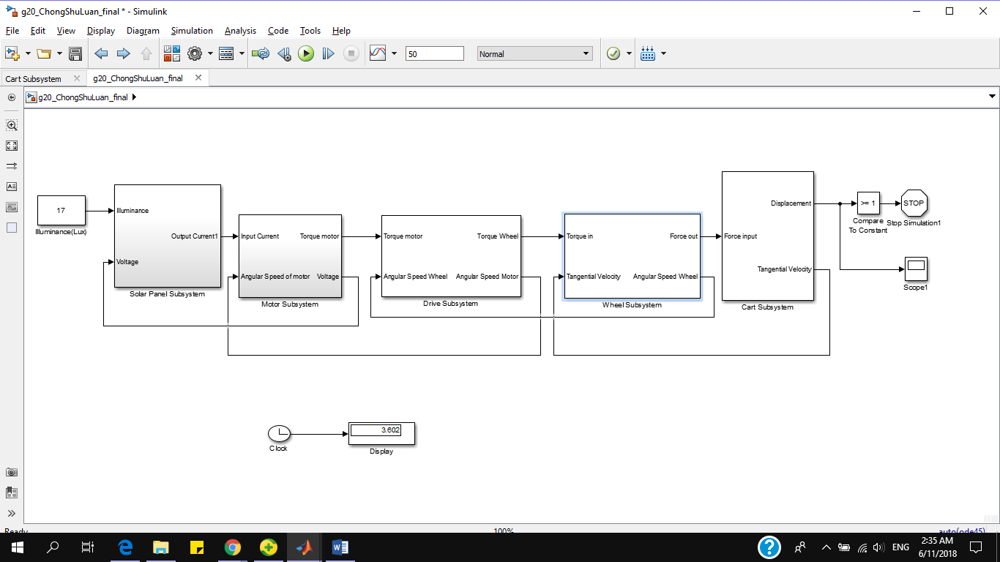 g20_ChongShuLuan_final * - Simulink
File Edit View Display Diagram Simulation Analysis Code Tools Help
50 Normal
Cart Subsystem g20_ChongShuLuan_final
g20_ChongShuLuan_final
17
Illuminance(Lux)
Illuminance
Output Current1
Voltage
Solar Panel Subsystem
Input Current Torque motor
Angular Speed of motor Voltage
Motor Subsystem
Torque motor Torque Wheel
Angular Speed Wheel Angular Speed Motor
Drive Subsystem
Torque in Force out
Tangential Velocity Angular Speed Wheel
Wheel Subsystem
Displacement
Force input
Tangential Velocity
Cart Subsystem
>= 1
Compare
To Constant
STOP
Stop Simulation1
Scope1
Clock
3.602
Display
Ready 100% auto(ode45)
ENG
2:35 AM
6/11/2018